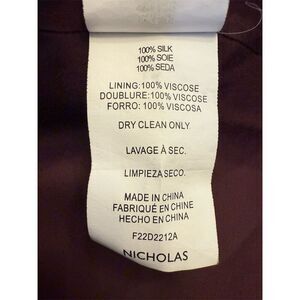 100% SILK
100% SOIE
100% SEDA
LINING: 100% VISCOSE
DOUBLURE: 100% VISCOSE
FORRO: 100% VISCOSA
DRY CLEAN ONLY
LAVAGE À SEC.
LIMPIEZA SECO.
MADE IN CHINA
FABRIQUÉ EN CHINE
HECHO EN CHINA
F22D2212A
NICHOLAS